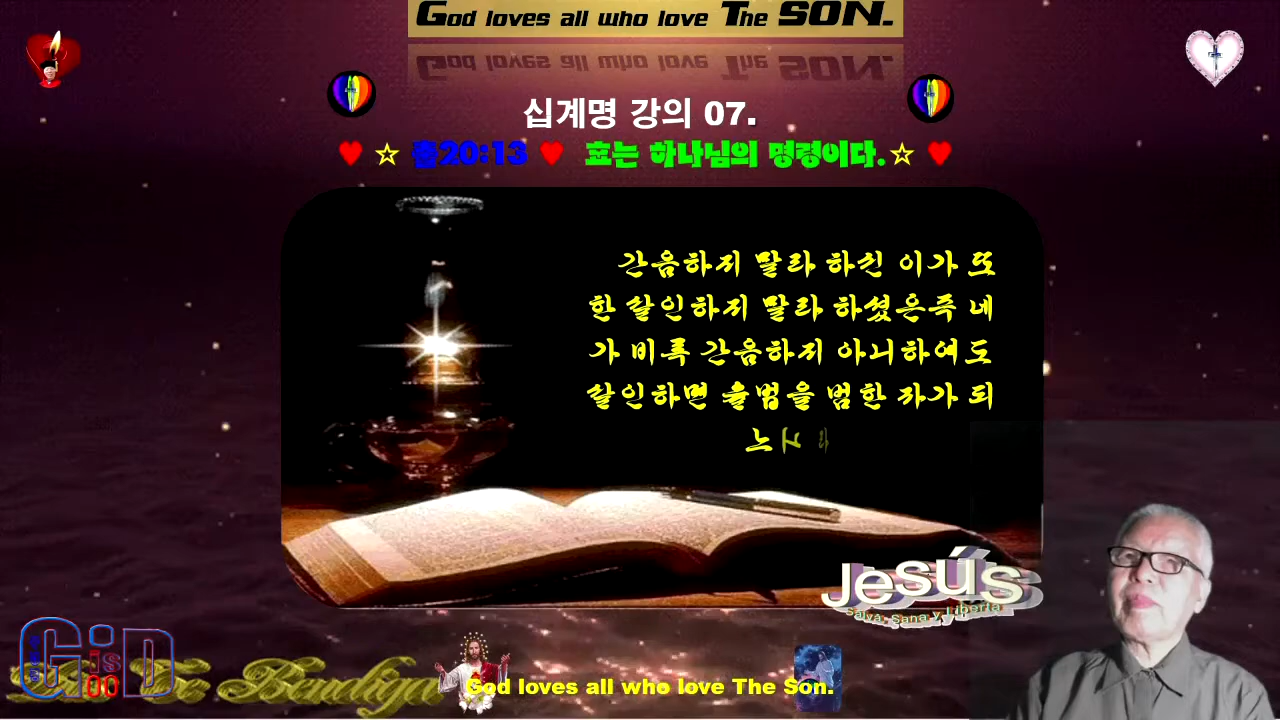 God loves all who love The SON.
십계명 강의 07.
출20:13 효는 하나님의 명령이다.
간음하지 말라 하신 이가 또
한 살인하지 말라 하셨은즉 네
가 비록 간음하지 아니하여도
살인하면 율법을 범한 자가 되
느니라
Jesús
Salva, Sana y Liberta
GisD
Te Bendiga
God loves all who love The Son.